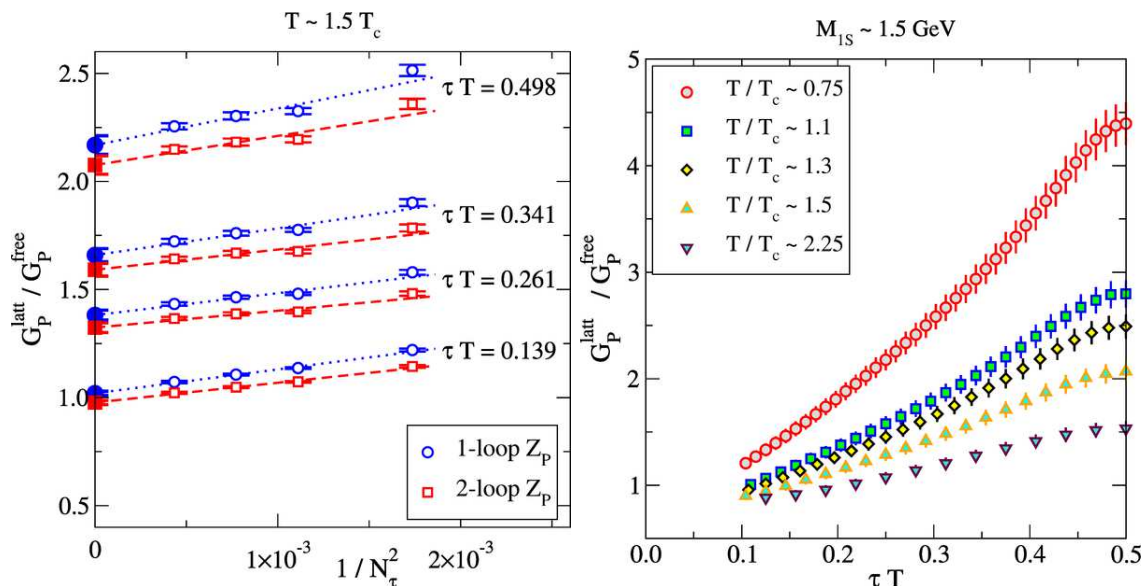 T ~ 1.5 T_c
G_P^latt / G_P^free
2.5
2.0
1.5
1.0
0.5
τ T = 0.498
τ T = 0.341
τ T = 0.261
τ T = 0.139
1-loop Z_P
2-loop Z_P
0
1×10^-3
2×10^-3
1 / N_τ^2
M_1S ~ 1.5 GeV
G_P^latt / G_P^free
5
4
3
2
1
0
T / T_c ~ 0.75
T / T_c ~ 1.1
T / T_c ~ 1.3
T / T_c ~ 1.5
T / T_c ~ 2.25
0.0
0.1
0.2
0.3
0.4
0.5
τ T